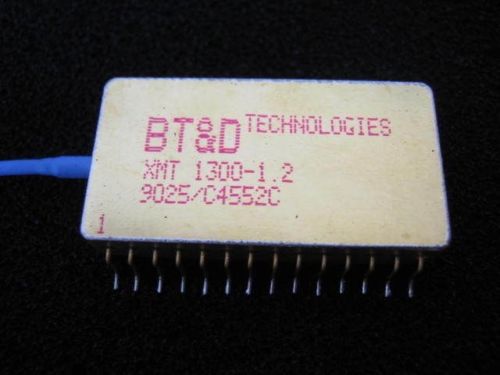 BT&D TECHNOLOGIES
XMT 1300-1.2
9025/C4552C
1